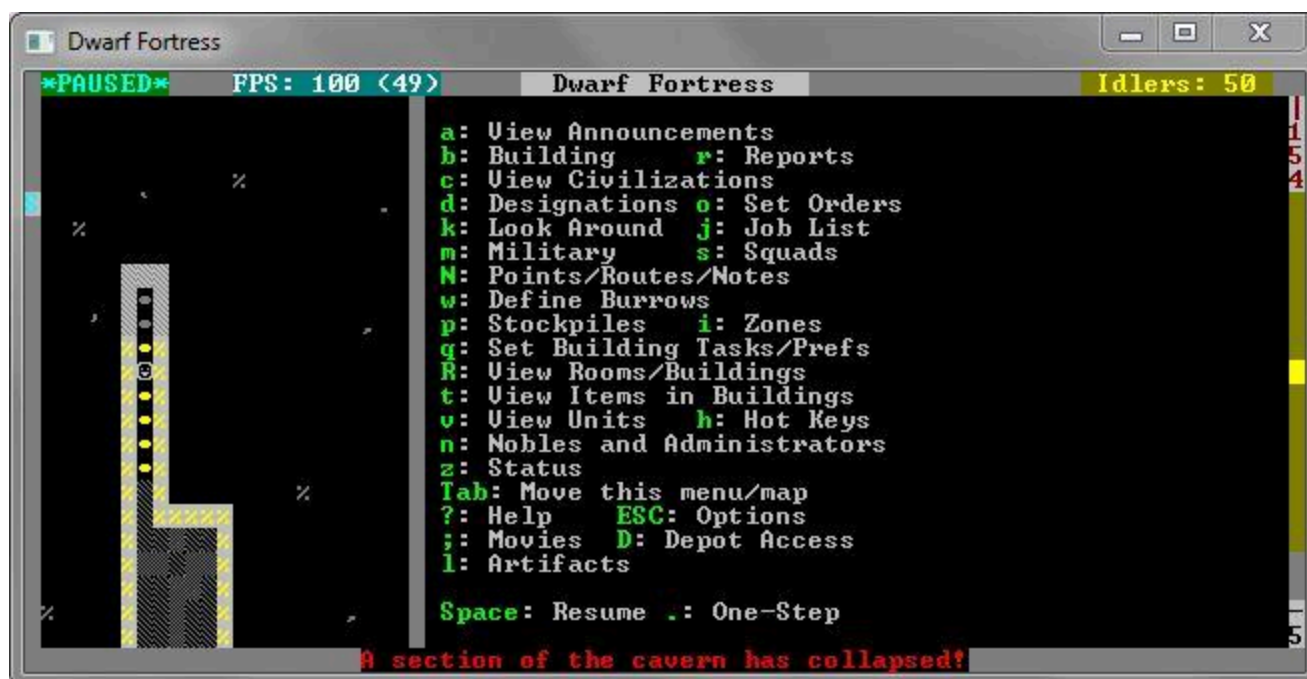 Dwarf Fortress
*PAUSED* FPS: 100 (49) Dwarf Fortress Idlers: 50
a: View Announcements
b: Building r: Reports
c: View Civilizations
d: Designations o: Set Orders
k: Look Around j: Job List
m: Military s: Squads
N: Points/Routes/Notes
w: Define Burrows
p: Stockpiles i: Zones
q: Set Building Tasks/Prefs
R: View Rooms/Buildings
t: View Items in Buildings
v: View Units h: Hot Keys
n: Nobles and Administrators
z: Status
Tab: Move this menu/map
?: Help ESC: Options
;: Movies D: Depot Access
l: Artifacts
Space: Resume .: One-Step
154
-5
A section of the cavern has collapsed!